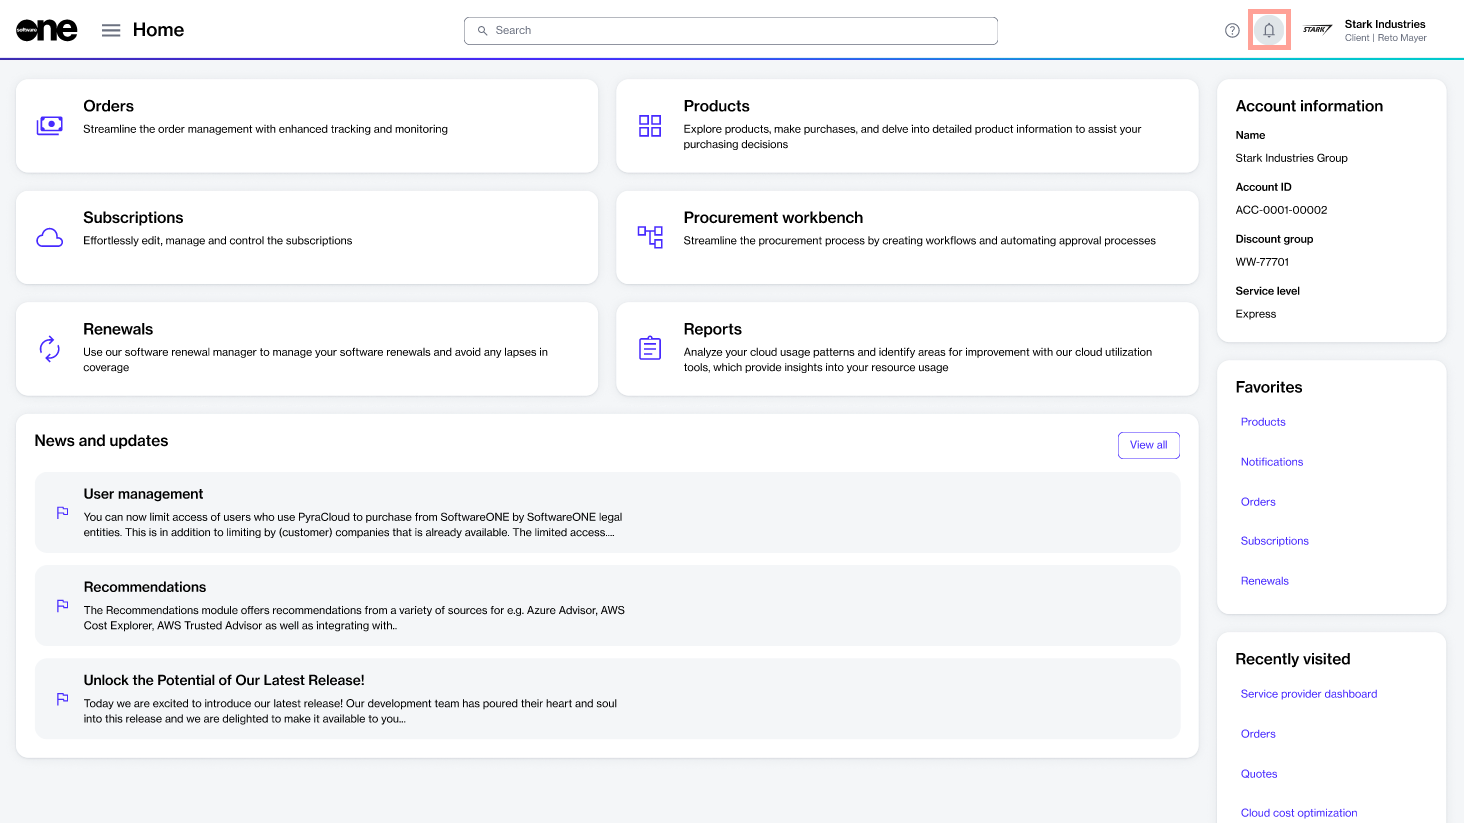 software one
Home
Search
STARK
Stark Industries
Client | Reto Mayer
Orders
Streamline the order management with enhanced tracking and monitoring
Products
Explore products, make purchases, and delve into detailed product information to assist your
purchasing decisions
Subscriptions
Effortlessly edit, manage and control the subscriptions
Procurement workbench
Streamline the procurement process by creating workflows and automating approval processes
Renewals
Use our software renewal manager to manage your software renewals and avoid any lapses in
coverage
Reports
Analyze your cloud usage patterns and identify areas for improvement with our cloud utilization
tools, which provide insights into your resource usage
News and updates
View all
User management
You can now limit access of users who use PyraCloud to purchase from SoftwareONE by SoftwareONE legal
entities. This is in addition to limiting by (customer) companies that is already available. The limited access....
Recommendations
The Recommendations module offers recommendations from a variety of sources for e.g. Azure Advisor, AWS
Cost Explorer, AWS Trusted Advisor as well as integrating with..
Unlock the Potential of Our Latest Release!
Today we are excited to introduce our latest release! Our development team has poured their heart and soul
into this release and we are delighted to make it available to you...
Account information
Name
Stark Industries Group
Account ID
ACC-0001-00002
Discount group
WW-77701
Service level
Express
Favorites
Products
Notifications
Orders
Subscriptions
Renewals
Recently visited
Service provider dashboard
Orders
Quotes
Cloud cost optimization